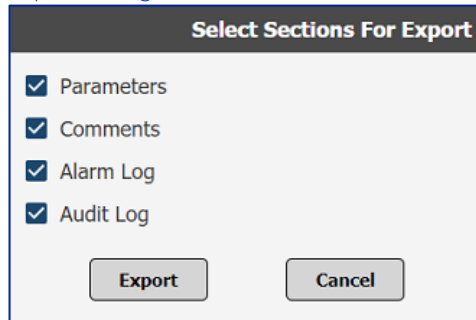 Select Sections For Export
Parameters
Comments
Alarm Log
Audit Log
Export Cancel